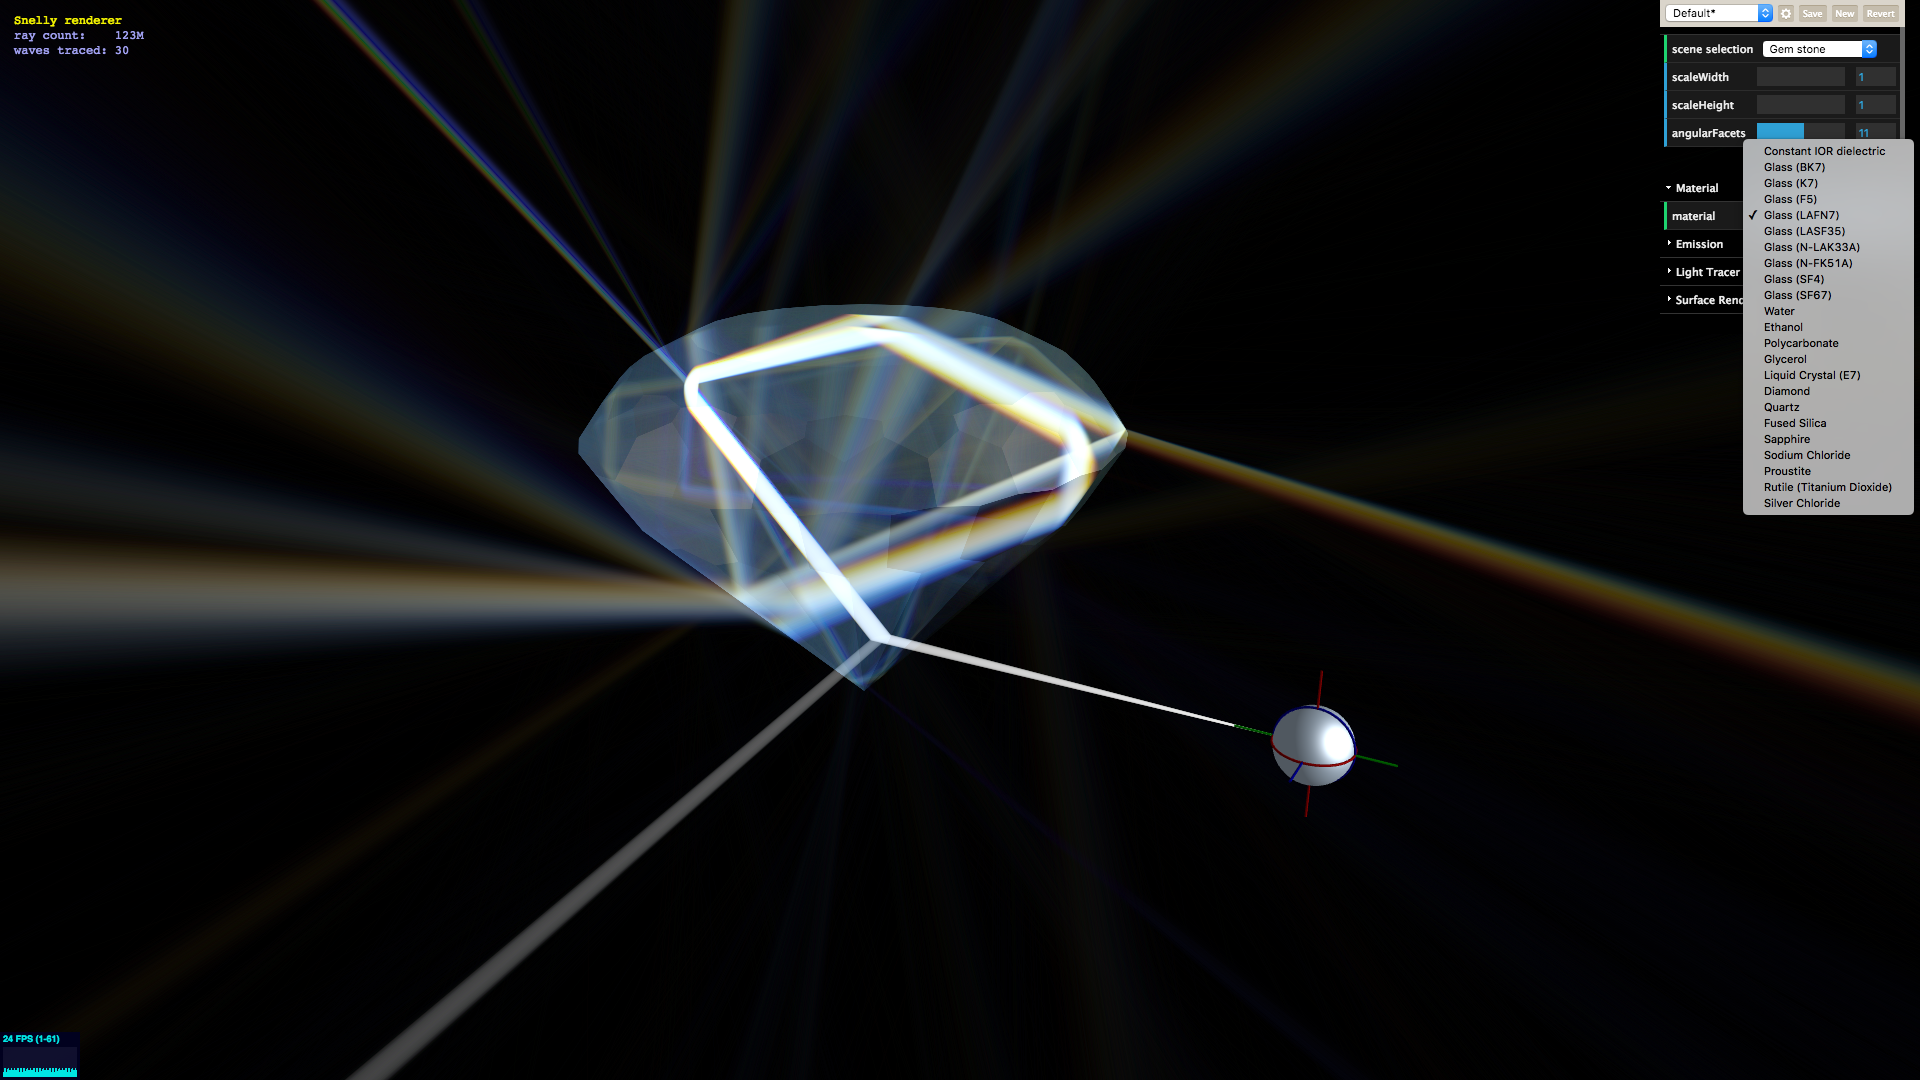 Snelly renderer
ray count: 123M
waves traced: 30
Default*
Save
New
Revert
scene selection
Gem stone
scaleWidth
1
scaleHeight
1
angularFacets
11
Material
material
Emission
Light Tracer
Surface Rend
Constant IOR dielectric
Glass (BK7)
Glass (K7)
Glass (F5)
✓ Glass (LAFN7)
Glass (LASF35)
Glass (N-LAK33A)
Glass (N-FK51A)
Glass (SF4)
Glass (SF67)
Water
Ethanol
Polycarbonate
Glycerol
Liquid Crystal (E7)
Diamond
Quartz
Fused Silica
Sapphire
Sodium Chloride
Proustite
Rutile (Titanium Dioxide)
Silver Chloride
24 FPS (1-61)